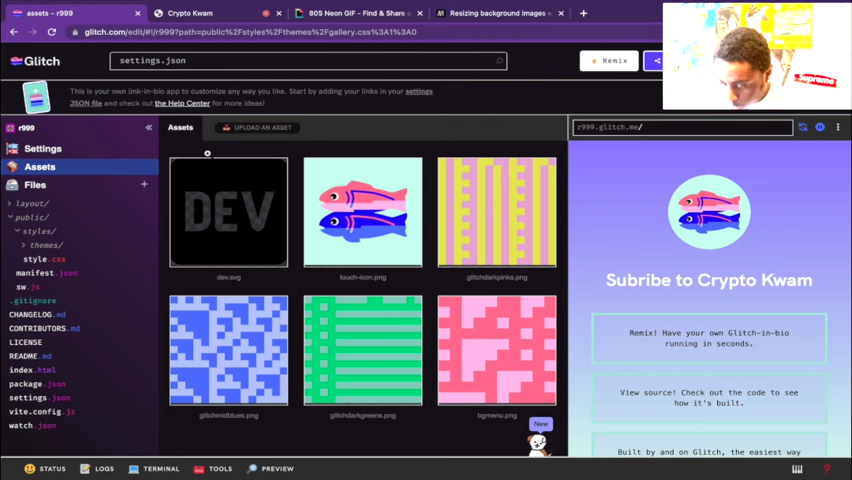 assets – r999
Crypto Kwam
80S Neon GIF - Find & Share o
Resizing background images w
glitch.com/edit/#!/r999?path=public%2Fstyles%2Fthemes%2Fgallery.css%3A1%3A0
Glitch
settings.json
Remix
This is your own link-in-bio app to customize any way you like. Start by adding your links in your settings
JSON file and check out the Help Center for more ideas!
Supreme
r999
Assets
UPLOAD AN ASSET
r999.glitch.me/
Settings
Assets
Files
layout/
public/
styles/
themes/
style.css
manifest.json
sw.js
.gitignore
CHANGELOG.md
CONTRIBUTORS.md
LICENSE
README.md
index.html
package.json
settings.json
vite.config.js
watch.json
DEV
dev.svg
touch-icon.png
glitchdarkpinks.png
glitchmidblues.png
glitchdarkgreens.png
bgmenu.png
New
Subribe to Crypto Kwam
Remix! Have your own Glitch-in-bio
running in seconds.
View source! Check out the code to see
how it's built.
Built by and on Glitch, the easiest way
STATUS
LOGS
TERMINAL
TOOLS
PREVIEW
?